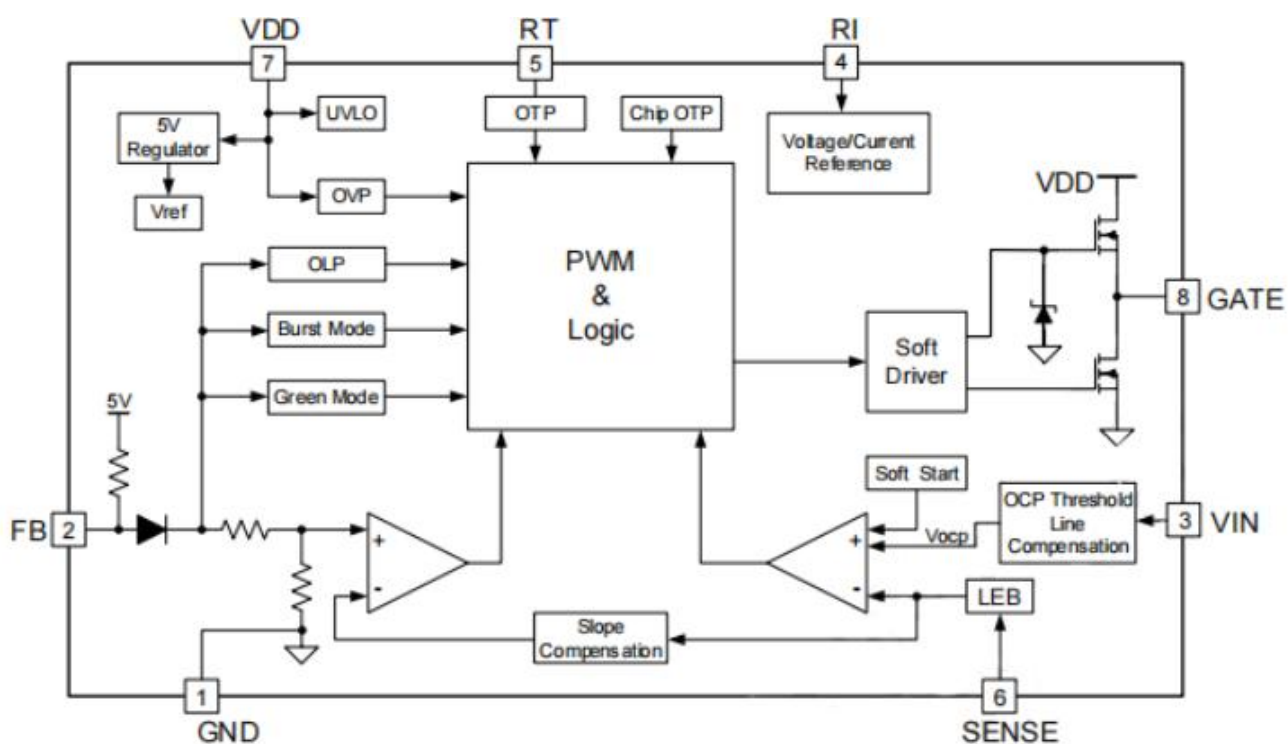 VDD
RT
RI
7
5
4
UVLO
OTP
Chip OTP
5V
Regulator
Voltage/Current
Reference
Vref
OVP
VDD
OLP
PWM
&
Logic
8
GATE
Burst Mode
Soft
Driver
Green Mode
5V
Soft Start
FB
2
+
-
+
-
Vocp
OCP Threshold
Line
Compensation
3
VIN
LEB
Slope
Compensation
1
GND
6
SENSE